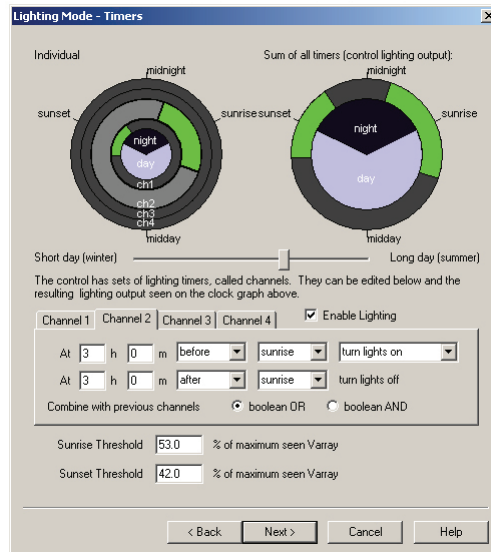 Lighting Mode - Timers
Individual
Sum of all timers (control lighting output):
midnight
midnight
sunset
sunrise
sunset
sunrise
night
day
ch1
ch2
ch3
ch4
night
day
midday
midday
Short day (winter)
Long day (summer)
The control has sets of lighting timers, called channels. They can be edited below and the
resulting lighting output seen on the clock graph above.
Channel 1 Channel 2 Channel 3 Channel 4 Enable Lighting
At 3 h 0 m before sunrise turn lights on
At 3 h 0 m after sunrise turn lights off
Combine with previous channels boolean OR boolean AND
Sunrise Threshold 53.0 % of maximum seen Varray
Sunset Threshold 42.0 % of maximum seen Varray
< Back Next > Cancel Help